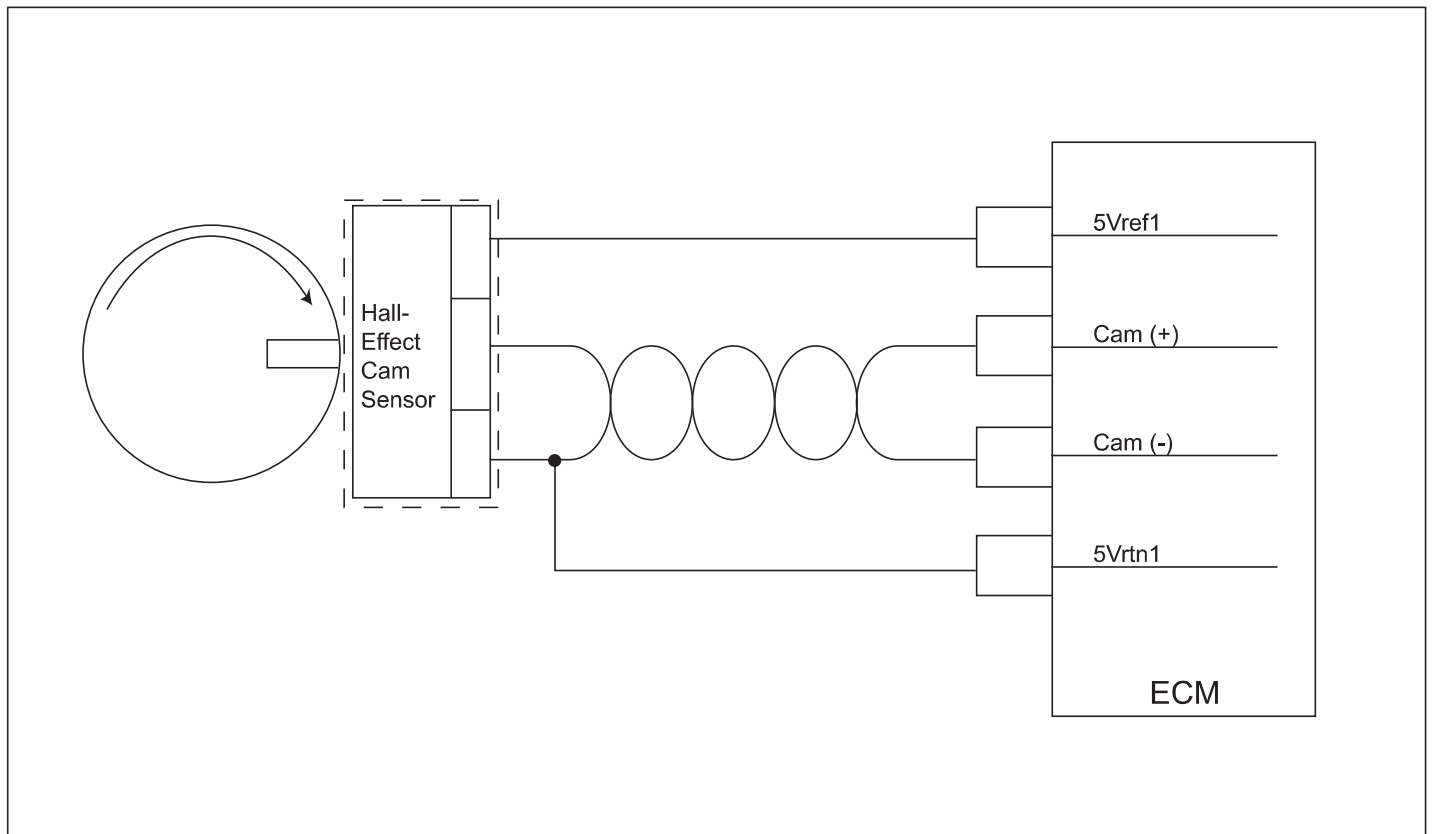 Hall-
Effect
Cam
Sensor
5Vref1
Cam (+)
Cam (-)
5Vrtn1
ECM